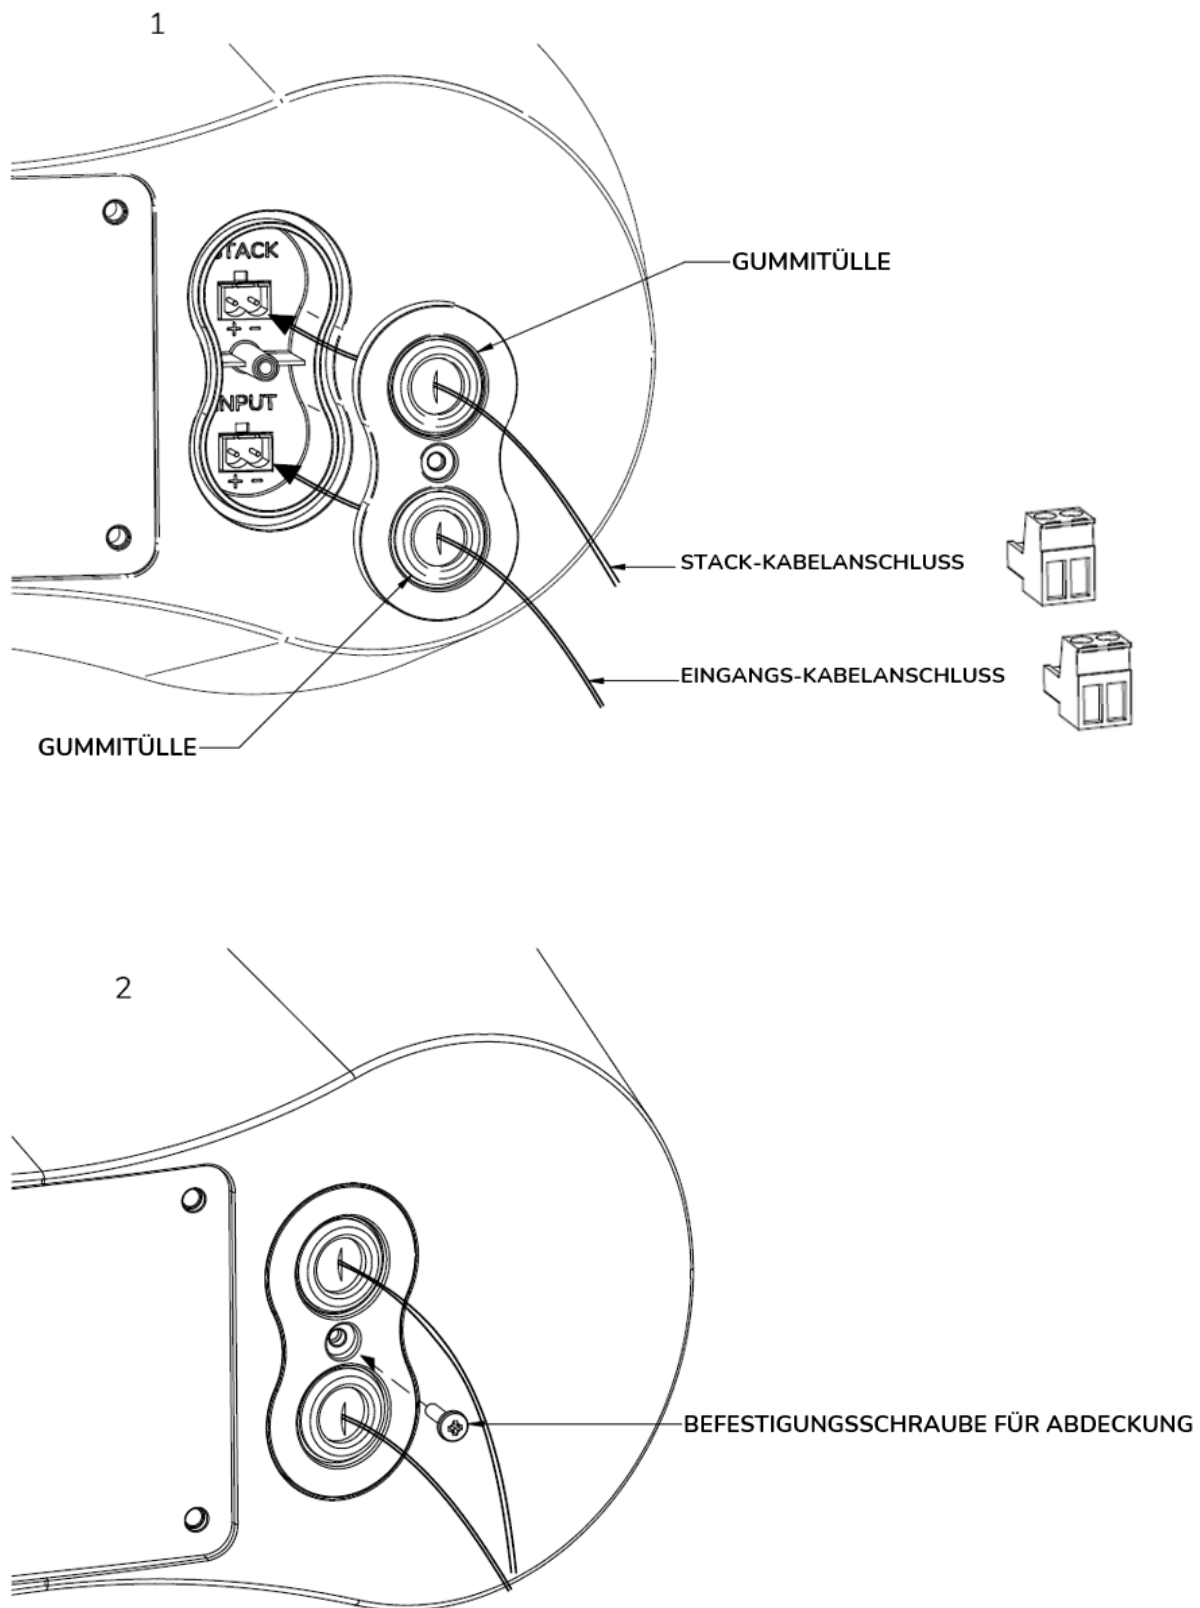 1
STACK
+ -
INPUT
+ -
GUMMITÜLLE
STACK-KABELANSCHLUSS
EINGANGS-KABELANSCHLUSS
GUMMITÜLLE
2
BEFESTIGUNGSSCHRAUBE FÜR ABDECKUNG